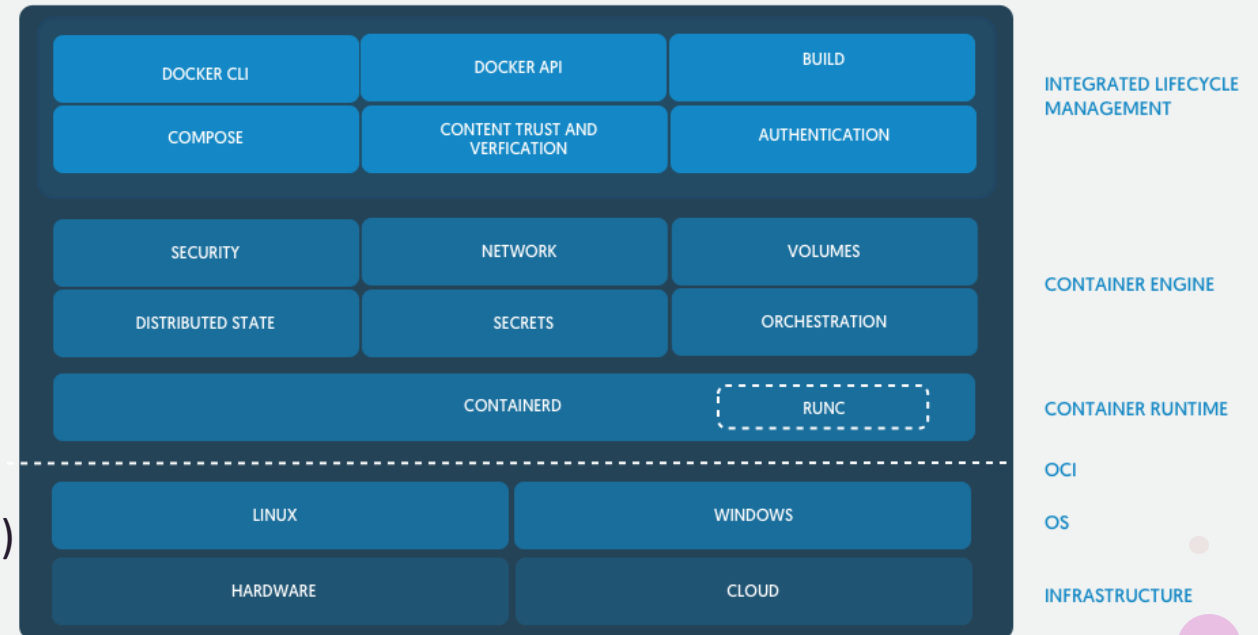 DOCKER CLI
DOCKER API
BUILD
INTEGRATED LIFECYCLE
MANAGEMENT
COMPOSE
CONTENT TRUST AND
VERFICATION
AUTHENTICATION
SECURITY
NETWORK
VOLUMES
CONTAINER ENGINE
DISTRIBUTED STATE
SECRETS
ORCHESTRATION
CONTAINERD
RUNC
CONTAINER RUNTIME
OCI
LINUX
WINDOWS
OS
)
HARDWARE
CLOUD
INFRASTRUCTURE